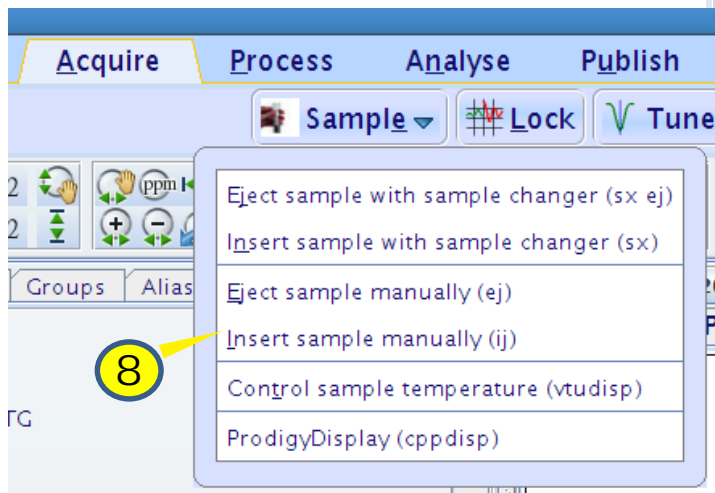 Acquire Process Analyse Publish
Sample Lock Tune
2 ppm
2
Groups Alias
Eject sample with sample changer (sx ej)
Insert sample with sample changer (sx)
Eject sample manually (ej)
Insert sample manually (ij)
8
Control sample temperature (vtudisp)
TG
ProdigyDisplay (cppdisp)